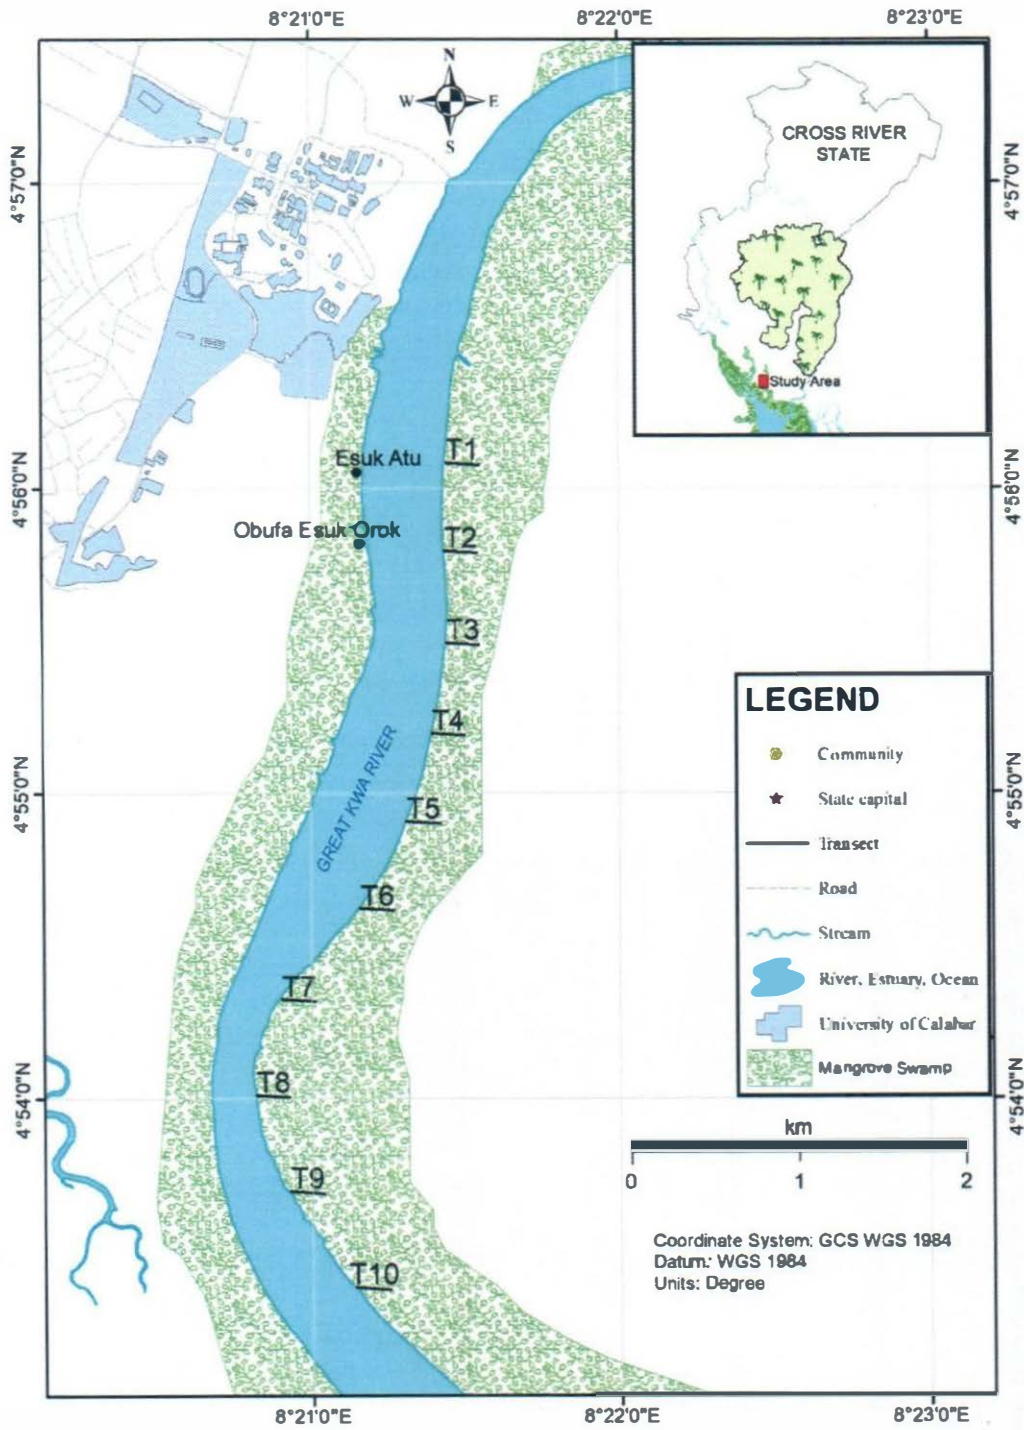 8°21'0"E
8°22'0"E
8°23'0"E
N
W
E
S
CROSS RIVER
STATE
Study Area
4°57'0"N
4°57'0"N
T1
Esuk Atu
4°56'0"N
4°56'0"N
Obufa Esuk Orok
T2
T3
T4
GREAT KWA RIVER
T5
4°55'0"N
4°55'0"N
T6
T7
T8
4°54'0"N
4°54'0"N
T9
T10
LEGEND
Community
State capital
Transect
Road
Stream
River, Estuary, Ocean
University of Calabar
Mangrove Swamp
km
0
1
2
Coordinate System: GCS WGS 1984
Datum: WGS 1984
Units: Degree
8°21'0"E
8°22'0"E
8°23'0"E